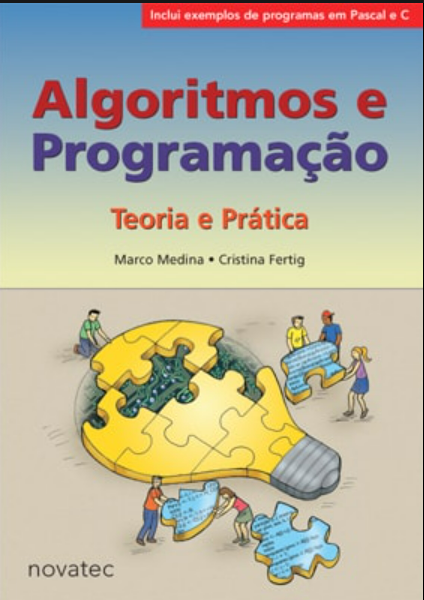 Inclui exemplos de programas em Pascal e C
Algoritmos e
Programação
Teoria e Prática
Marco Medina • Cristina Fertig
novatec